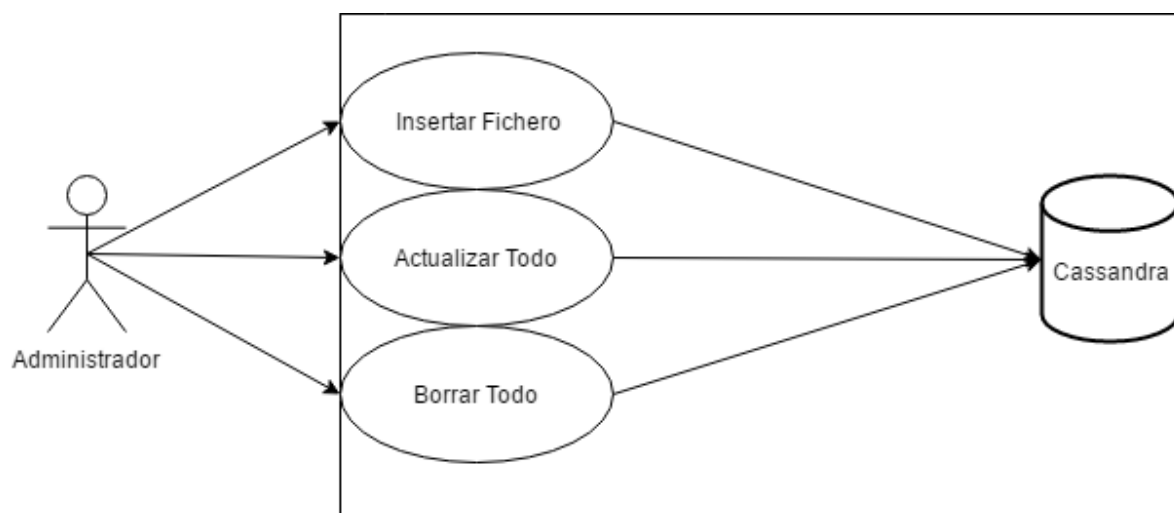 Insertar Fichero
Actualizar Todo
Cassandra
Administrador
Borrar Todo